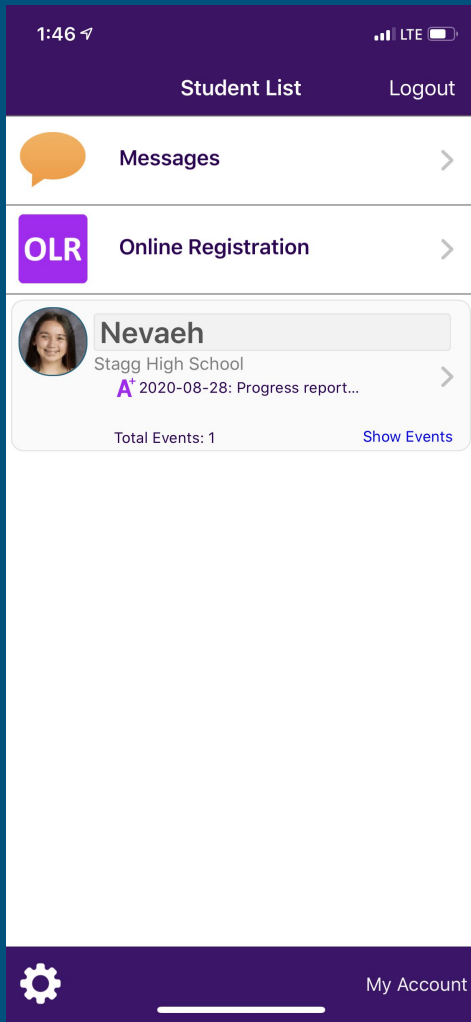 1:46 LTE
Student List Logout
Messages
OLR Online Registration
Nevaeh
Stagg High School
A+ 2020-08-28: Progress report...
Total Events: 1 Show Events
My Account